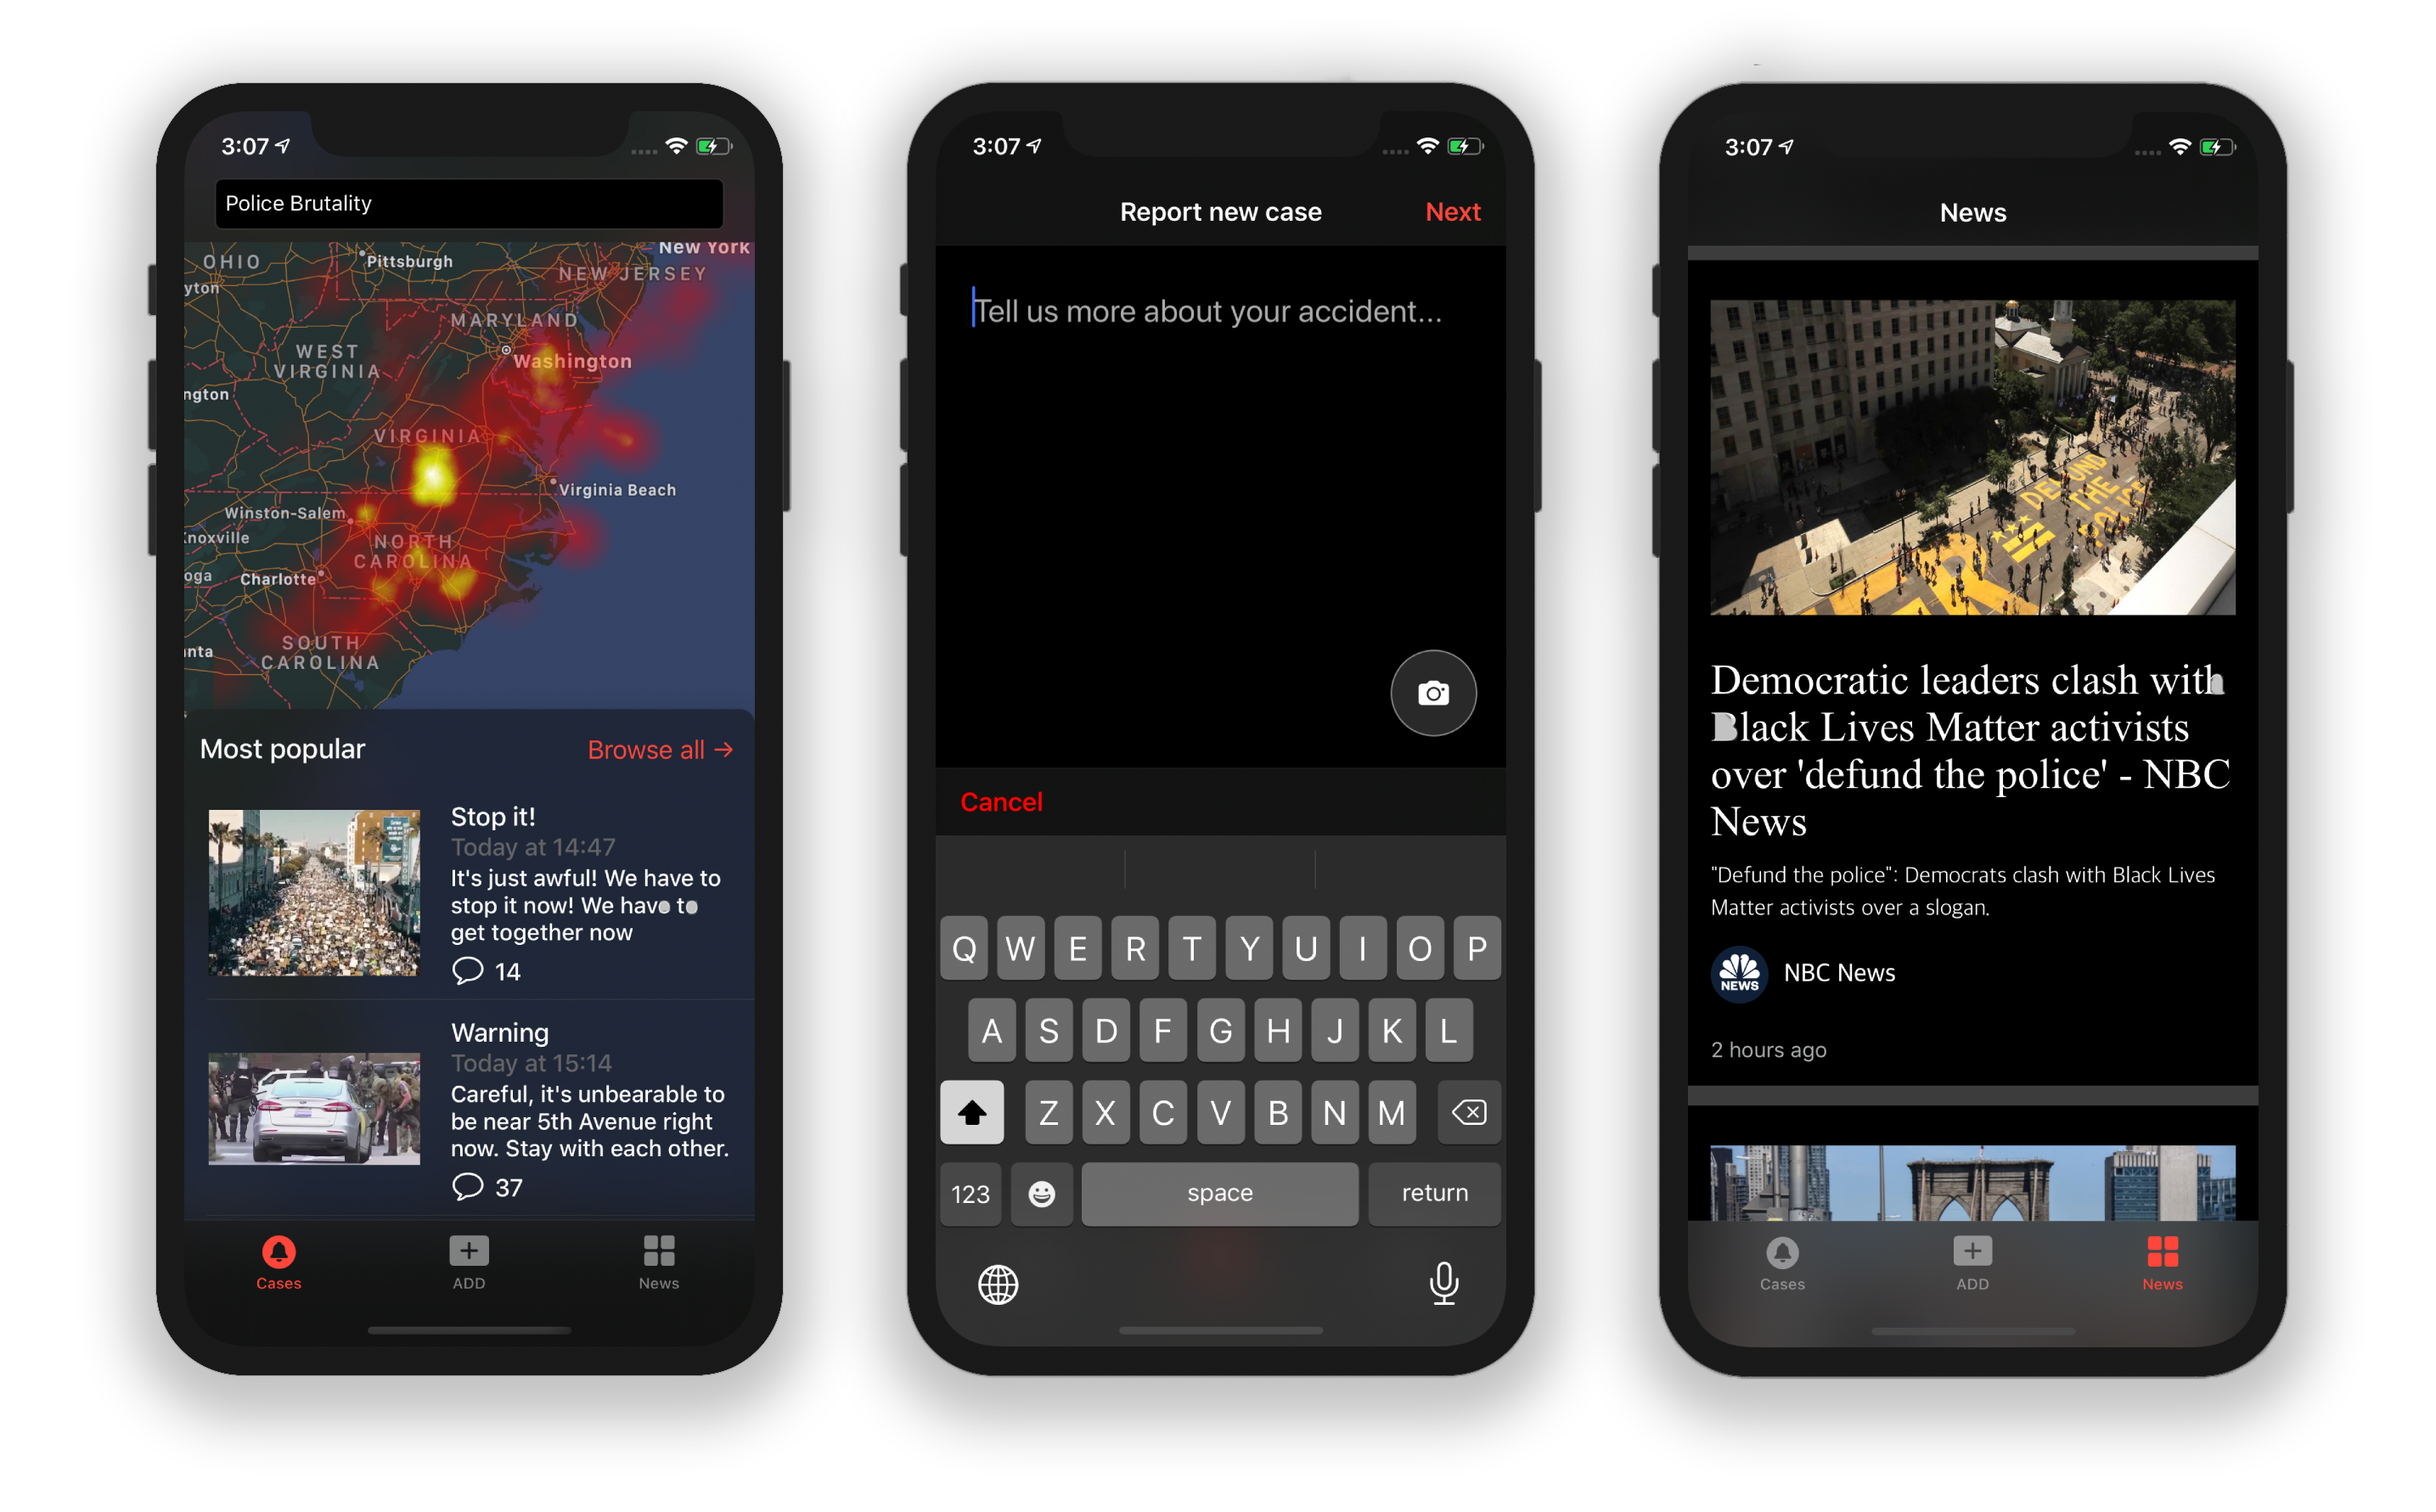 3:07
Police Brutality
New York
OHIO
Pittsburgh
NEW JERSEY
yton
MARYLAND
WEST
VIRGINIA
Washington
ngton
VIRGINIA
Virginia Beach
Winston-Salem
Knoxville
NORTH
CAROLINA
oga
Charlotte
SOUTH
CAROLINA
nta
Most popular
Browse all →
Stop it!
Today at 14:47
It's just awful! We have to
stop it now! We have to
get together now
14
Warning
Today at 15:14
Careful, it's unbearable to
be near 5th Avenue right
now. Stay with each other.
37
Cases
ADD
News
3:07
Report new case
Next
Tell us more about your accident...
Cancel
Q W E R T Y U I O P
A S D F G H J K L
Z X C V B N M
123
space
return
3:07
News
DEFUND
THE
POLICE
Democratic leaders clash with
Black Lives Matter activists
over 'defund the police' - NBC
News
"Defund the police": Democrats clash with Black Lives
Matter activists over a slogan.
NEWS
NBC News
2 hours ago
Cases
ADD
News